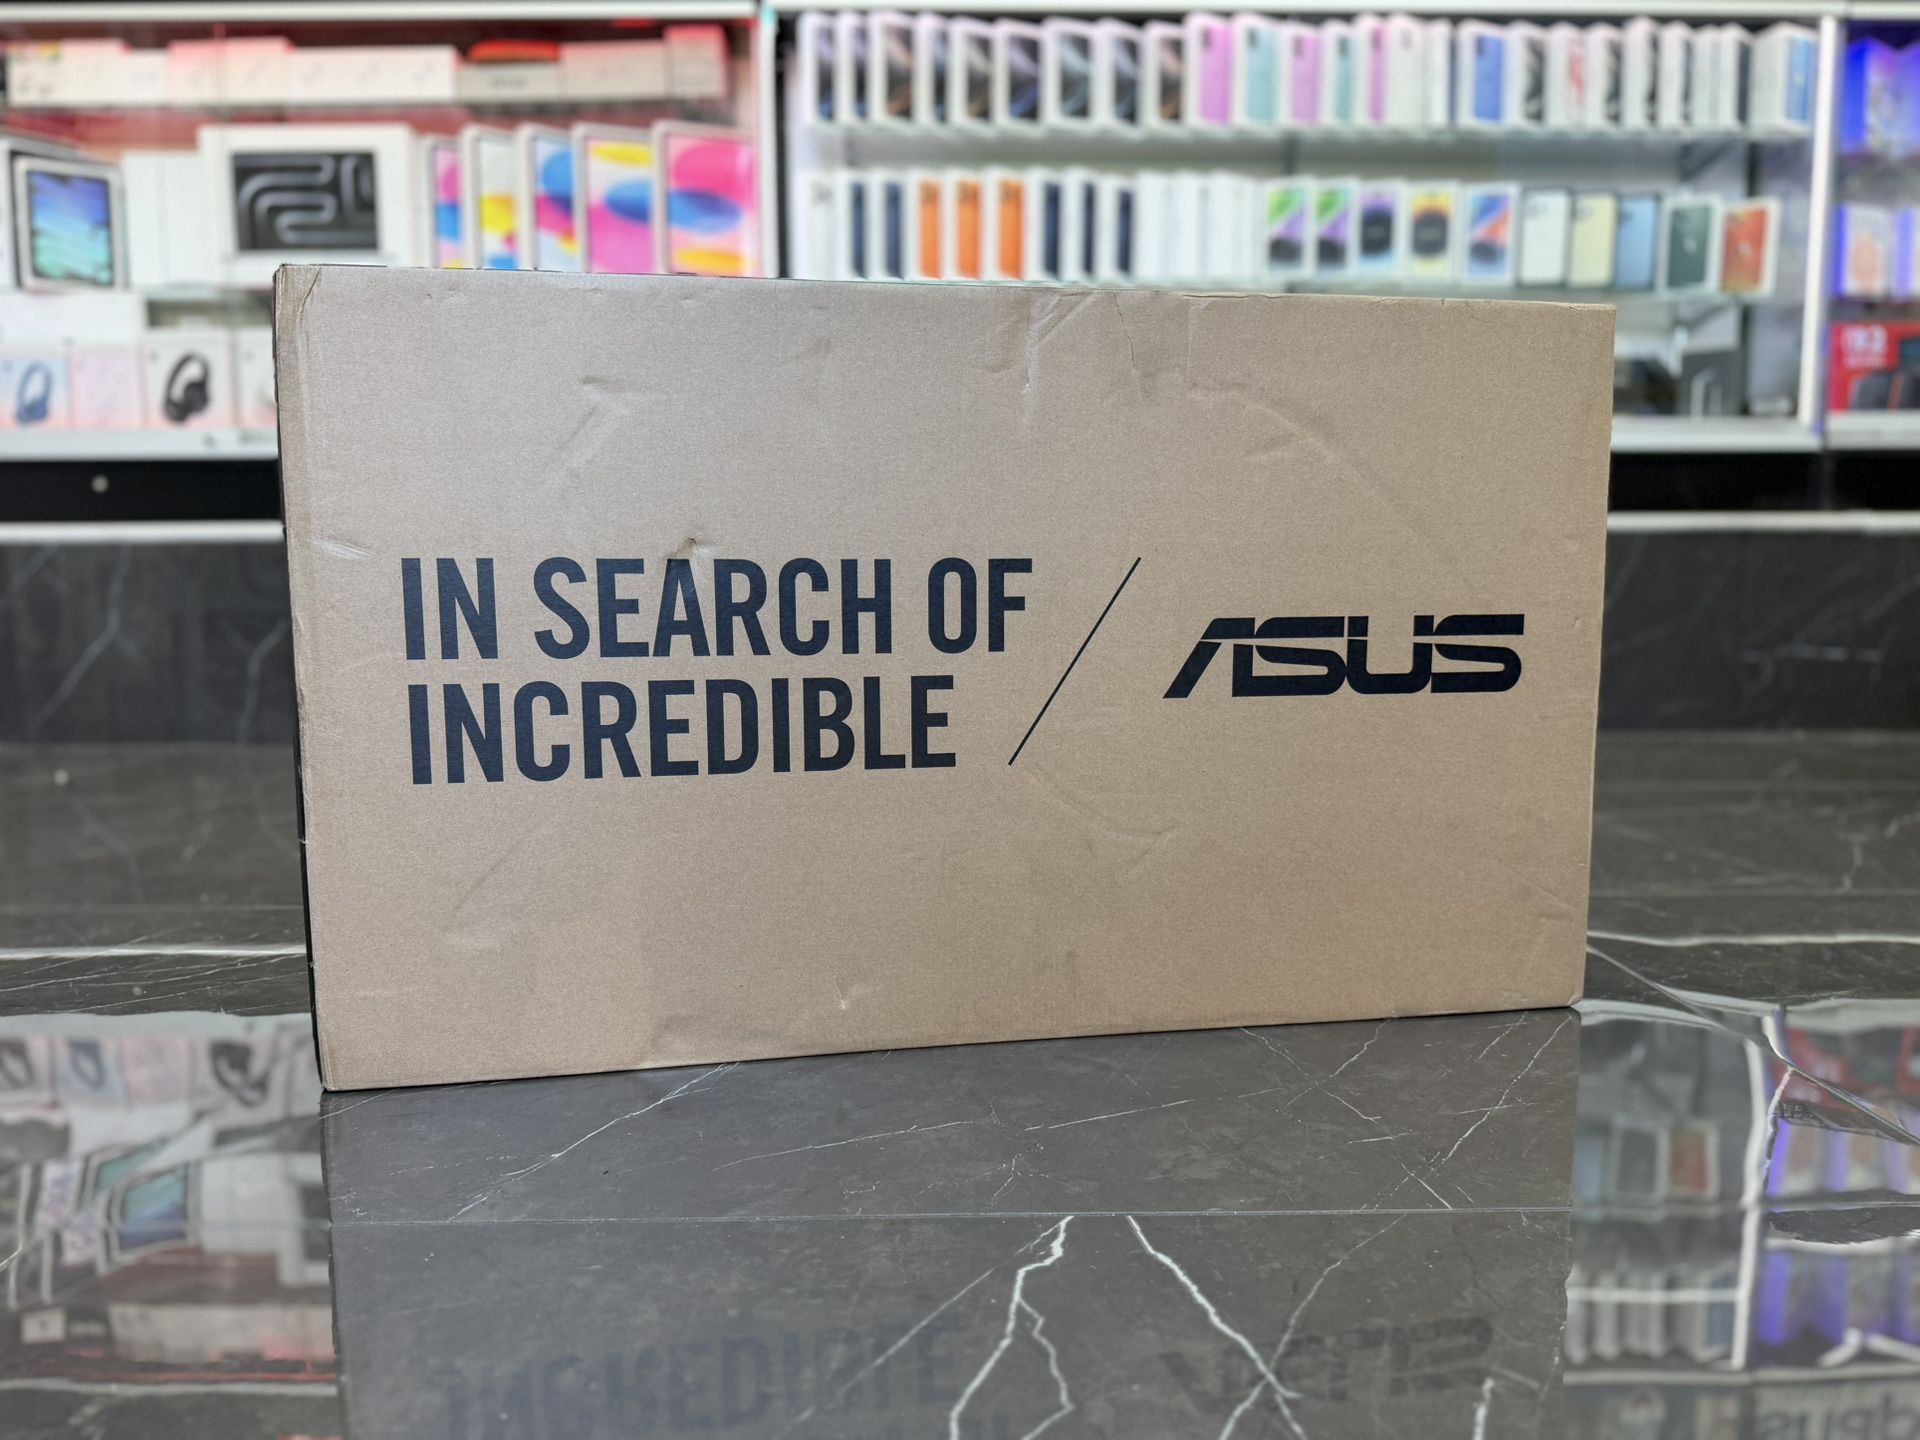 IN SEARCH OF
INCREDIBLE
ASUS